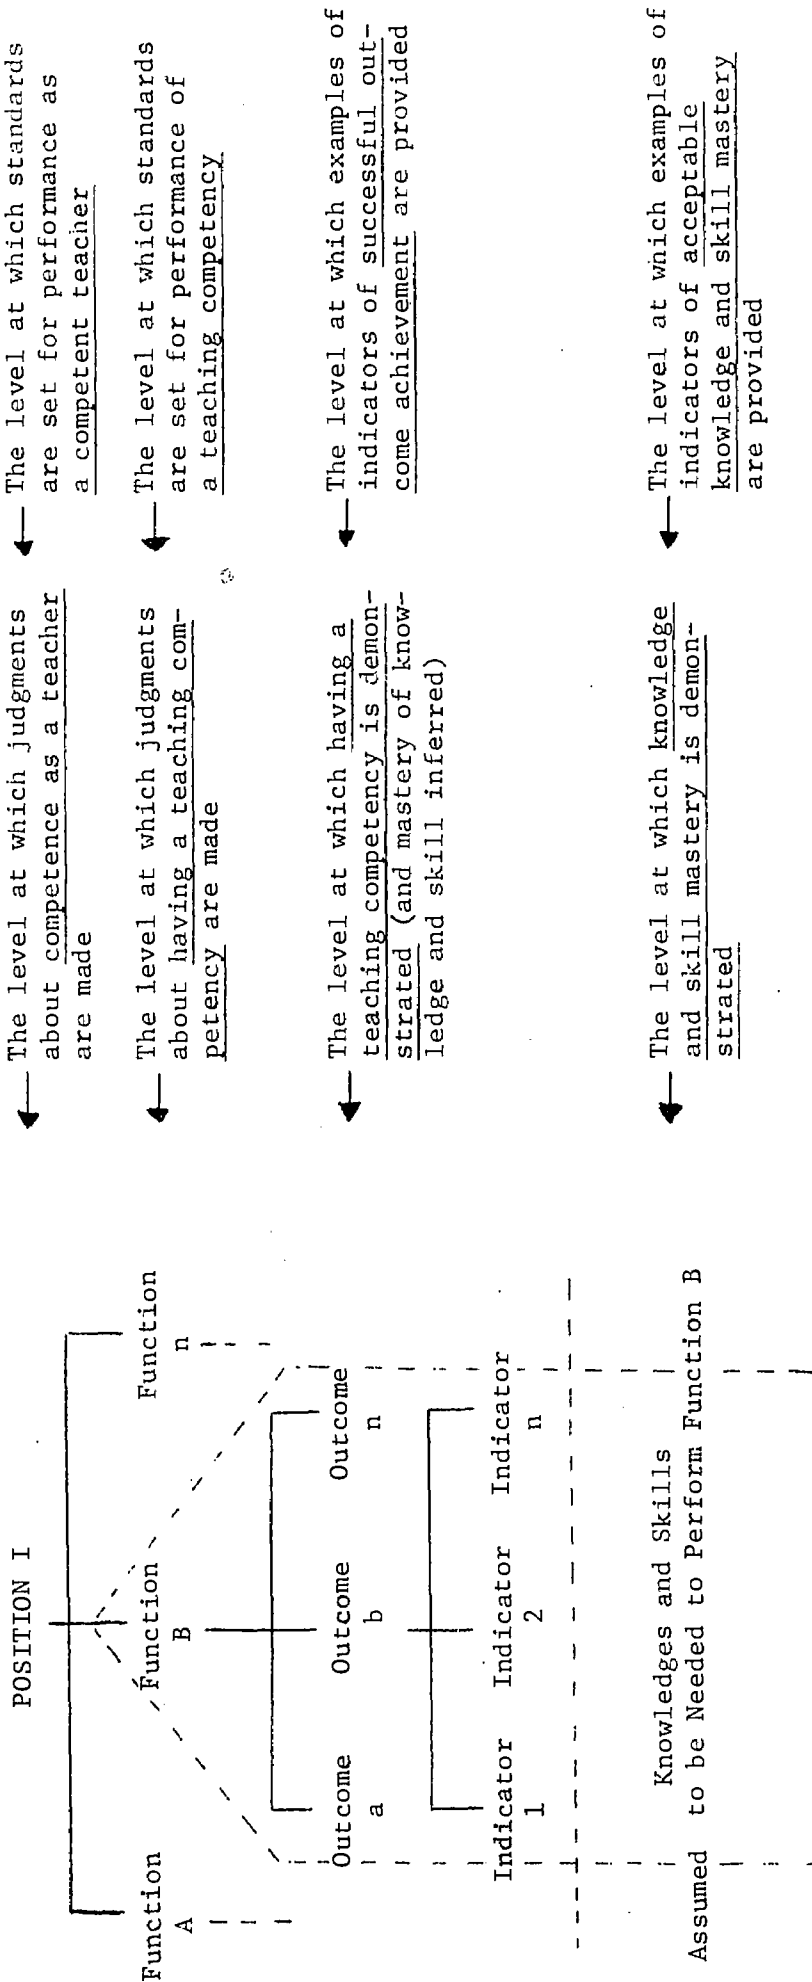 POSITION I
Function
A
Function
B
Function
n
Outcome
a
Outcome
b
Outcome
n
Indicator
1
Indicator
2
Indicator
n
Knowledges and Skills
Assumed to be Needed to Perform Function B
The level at which judgments
about competence as a teacher
are made
The level at which standards
are set for performance as
a competent teacher
The level at which judgments
about having a teaching com-
petency are made
The level at which standards
are set for performance of
a teaching competency
The level at which having a
teaching competency is demon-
strated (and mastery of know-
ledge and skill inferred)
The level at which examples of
indicators of successful out-
come achievement are provided
The level at which knowledge
and skill mastery is demon-
strated
The level at which examples of
indicators of acceptable
knowledge and skill mastery
are provided